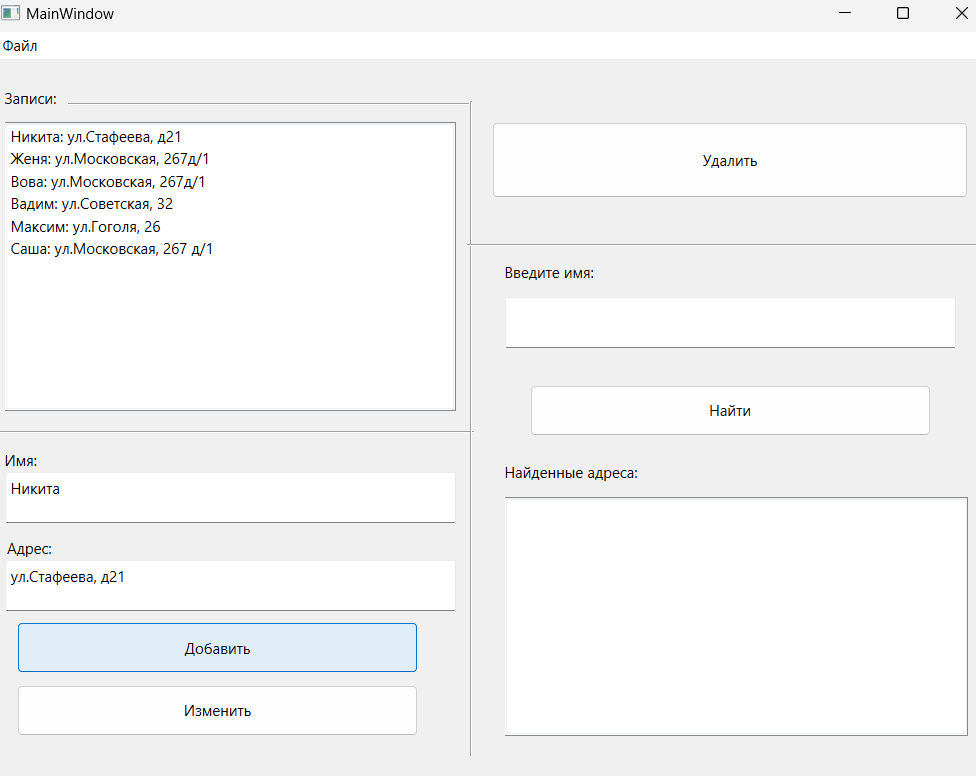 MainWindow
Файл
Записи:
Никита: ул.Стафеева, д21
Женя: ул.Московская, 267д/1
Вова: ул.Московская, 267д/1
Вадим: ул.Советская, 32
Максим: ул.Гоголя, 26
Саша: ул.Московская, 267 д/1
Имя:
Никита
Адрес:
ул.Стафеева, д21
Добавить
Изменить
Удалить
Введите имя:
Найти
Найденные адреса: